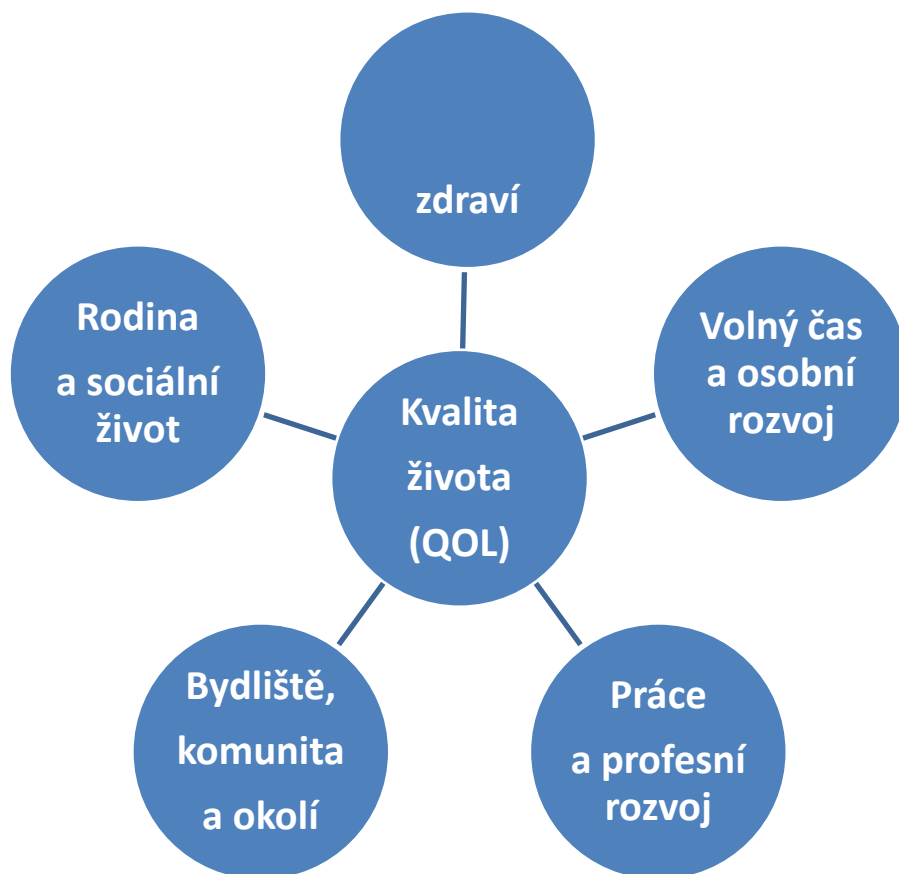 zdraví
Rodina
a sociální
život
Volný čas
a osobní
rozvoj
Kvalita
života
(QOL)
Bydliště,
komunita
a okolí
Práce
a profesní
rozvoj